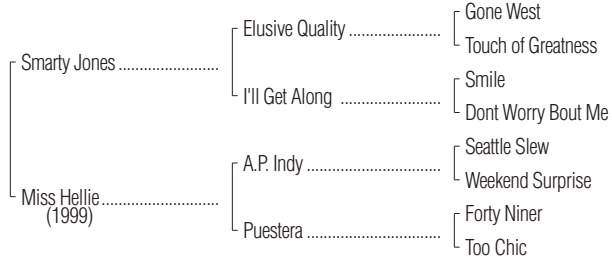 Gone West
Elusive Quality ........................
Touch of Greatness
Smarty Jones ..........................
Smile
I'll Get Along ..........................
Dont Worry Bout Me
Seattle Slew
A.P. Indy ...................................
Weekend Surprise
Miss Hellie ..............................
(1999)
Forty Niner
Puestera ...................................
Too Chic